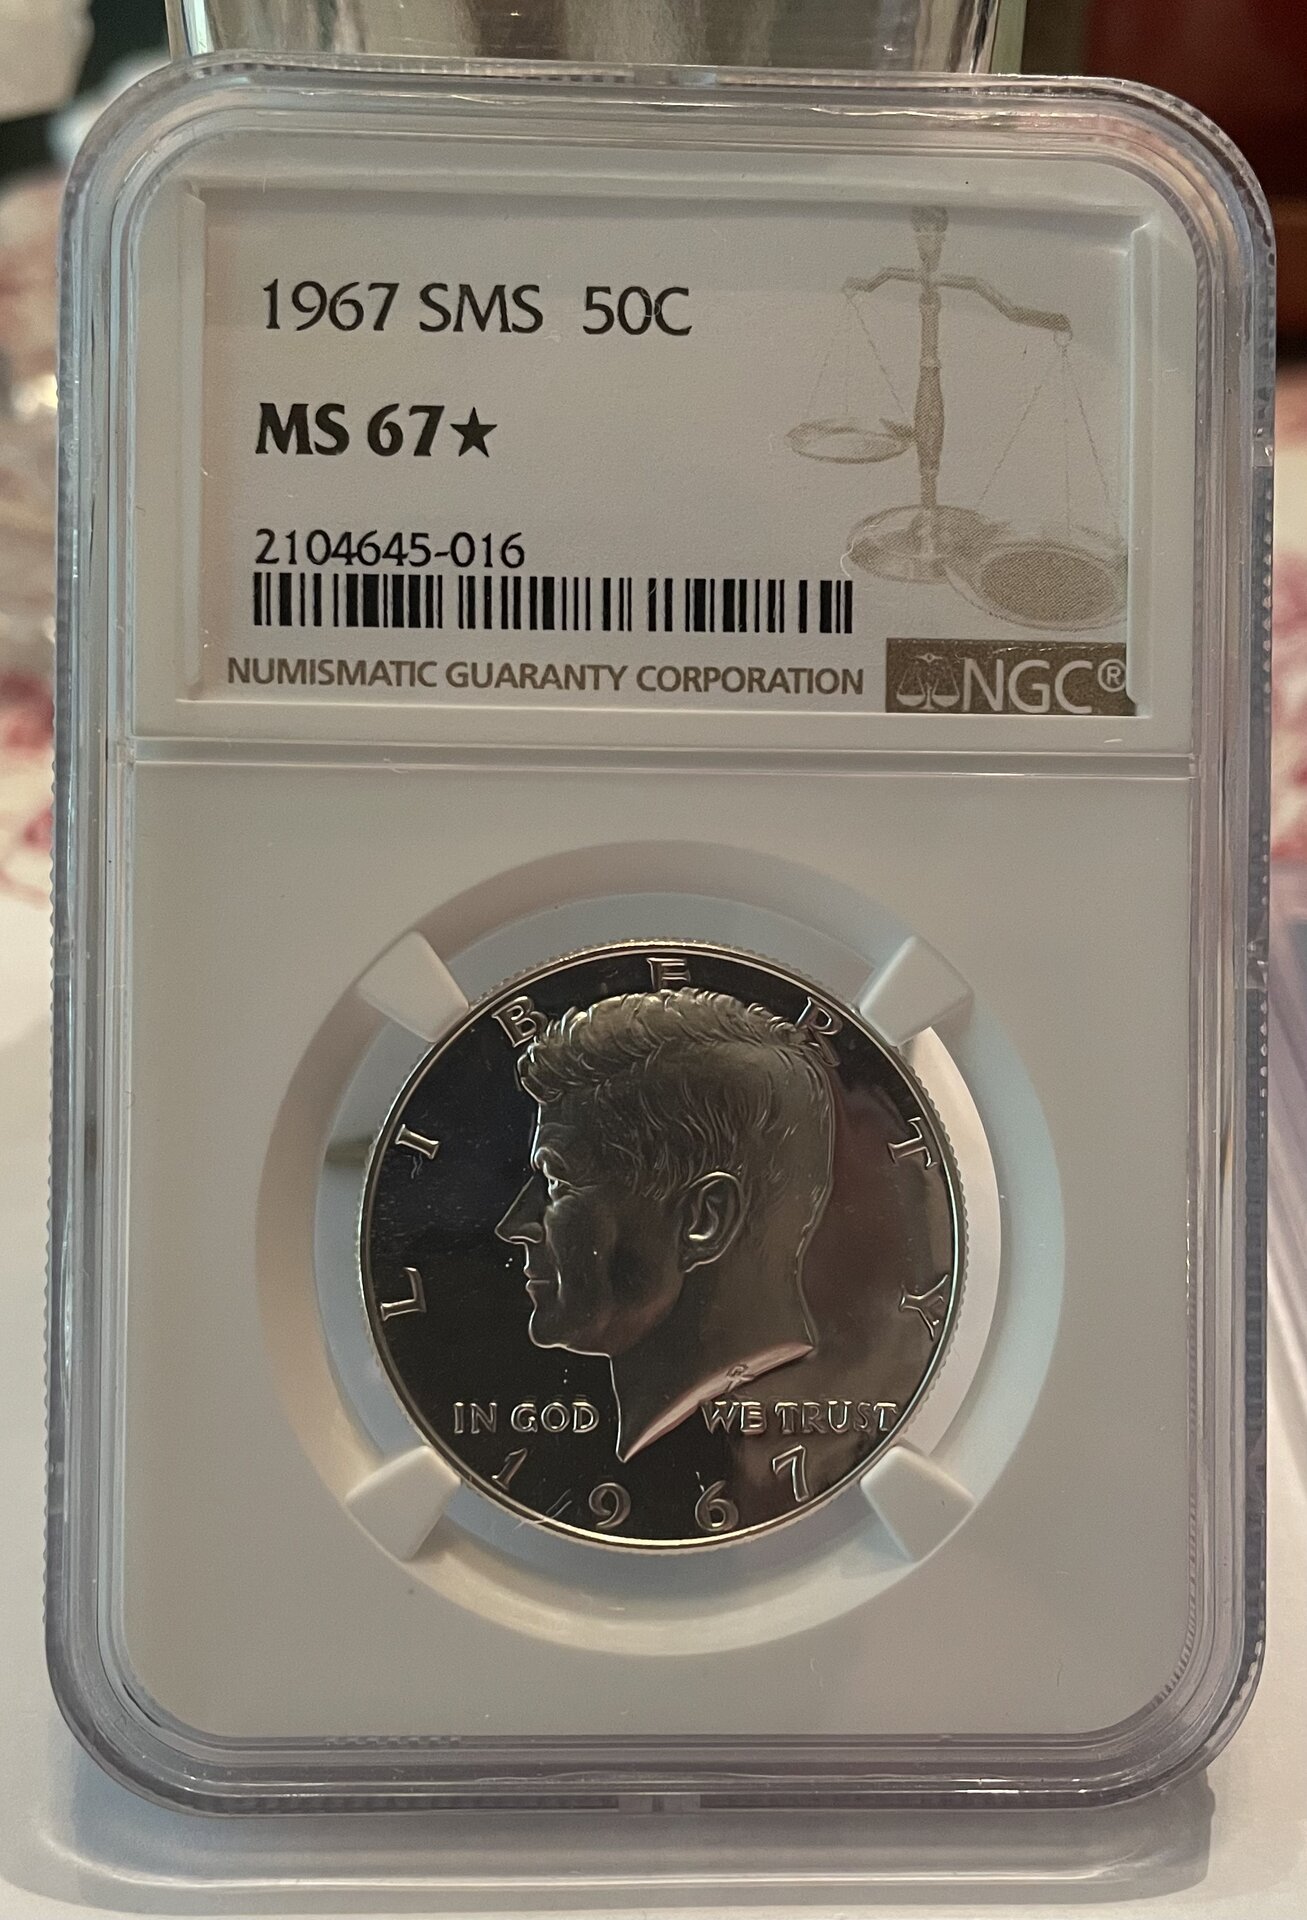 1967 SMS 50C
MS 67★
2104645-016
NUMISMATIC GUARANTY CORPORATION NGC®
LIBERTY
IN GOD WE TRUST
1967